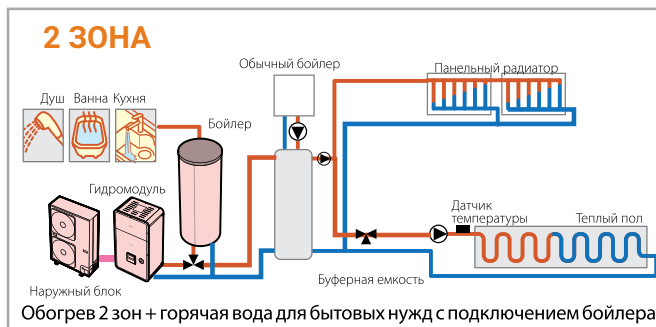 2 ЗОНА
Обычный бойлер
Панельный радиатор
Душ
Ванна
Кухня
Бойлер
Гидромодуль
Датчик
температуры
Теплый пол
Буферная емкость
Наружный блок
Обогрев 2 зон + горячая вода для бытовых нужд с подключением бойлера